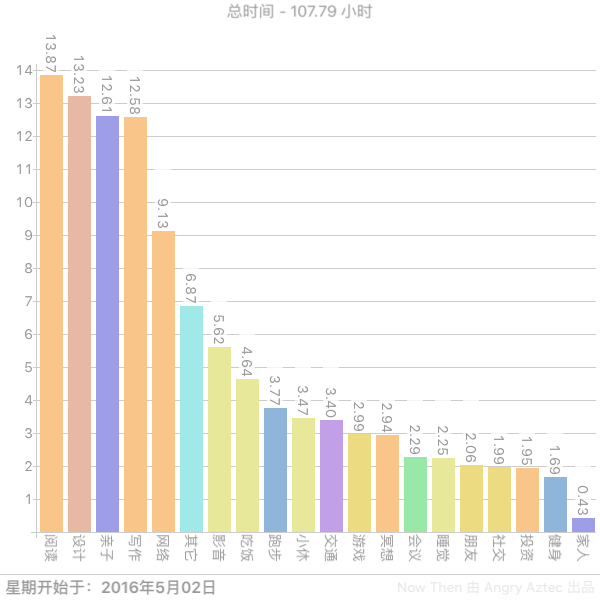 总时间 - 107.79 小时
13.87
13.23
12.61
12.58
9.13
6.87
5.62
4.64
3.77
3.47
3.40
2.99
2.94
2.29
2.25
2.06
1.99
1.95
1.69
0.43
14
13
12
11
10
9
8
7
6
5
4
3
2
1
阅读
设计
亲子
写作
网络
其它
影音
吃饭
跑步
小休
交通
游戏
冥想
会议
睡觉
朋友
社交
投资
健身
家人
星期开始于：2016年5月02日
Now Then 由 Angry Aztec 出品